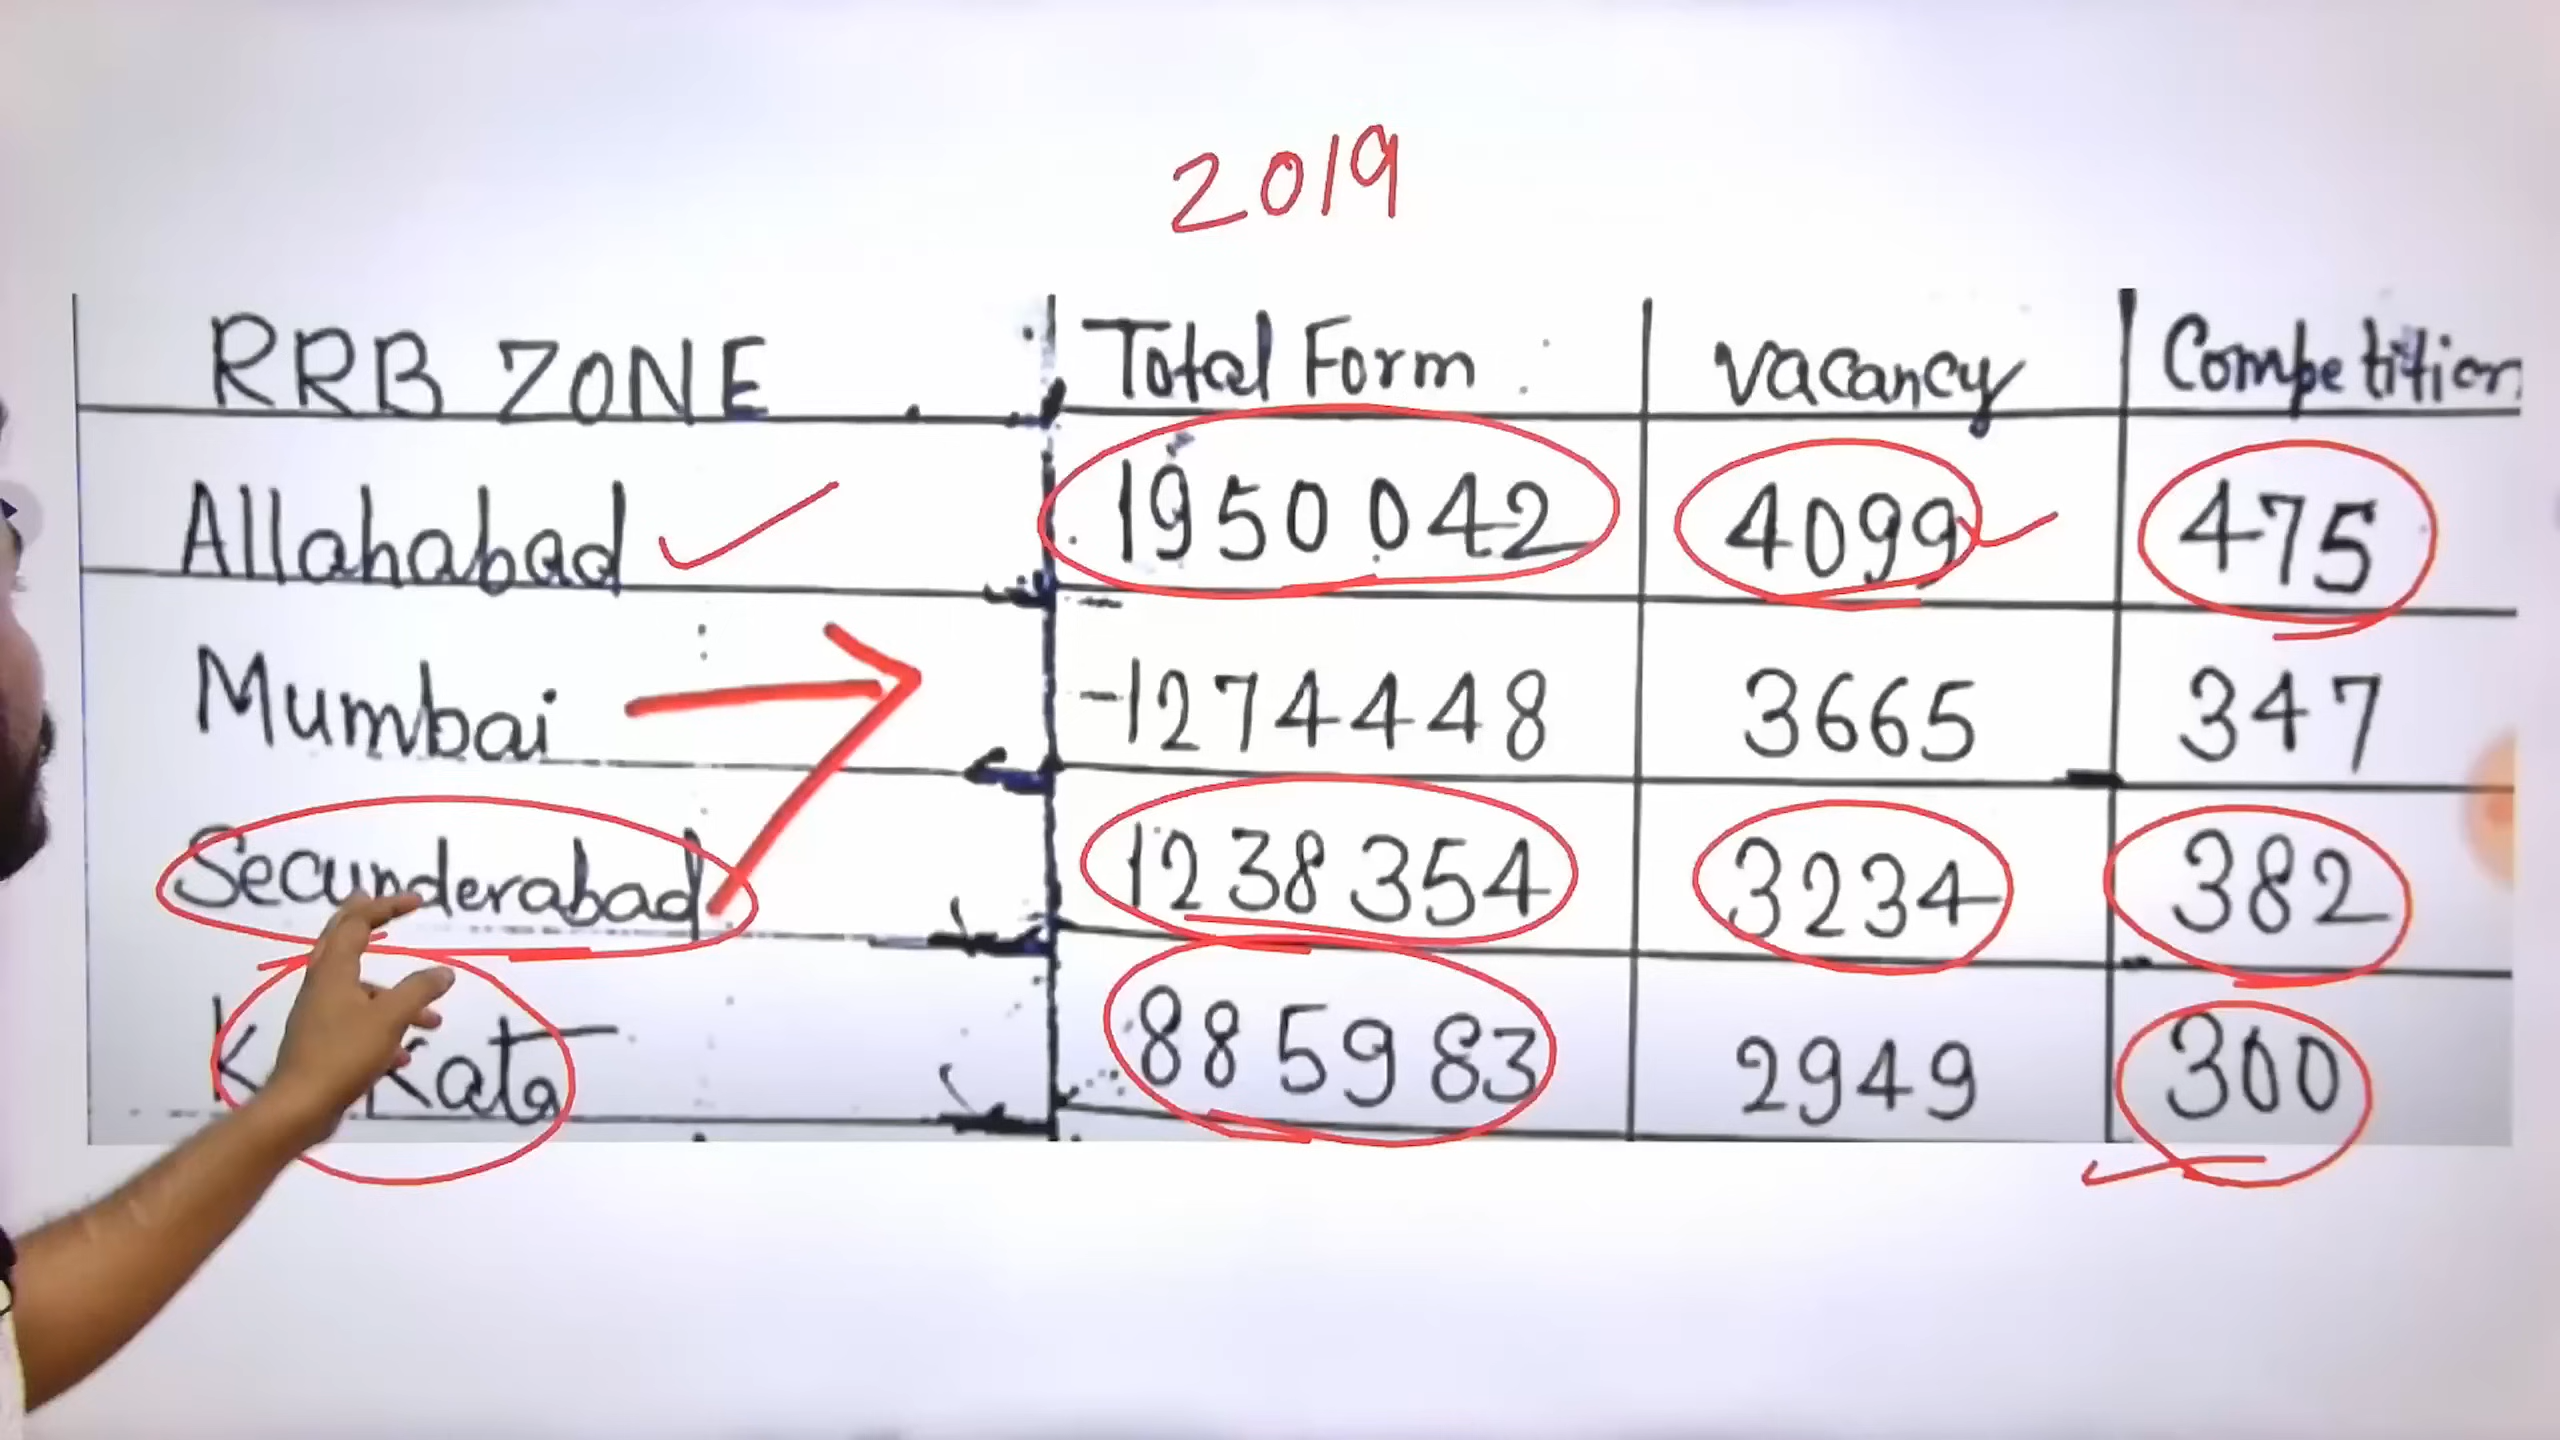 2019
RRB ZONE Total Form Vacancy Competition
Allahabad 1950042 4099 475
Mumbai 1274448 3665 347
Secunderabad 1238354 3234 382
885983 2949 300